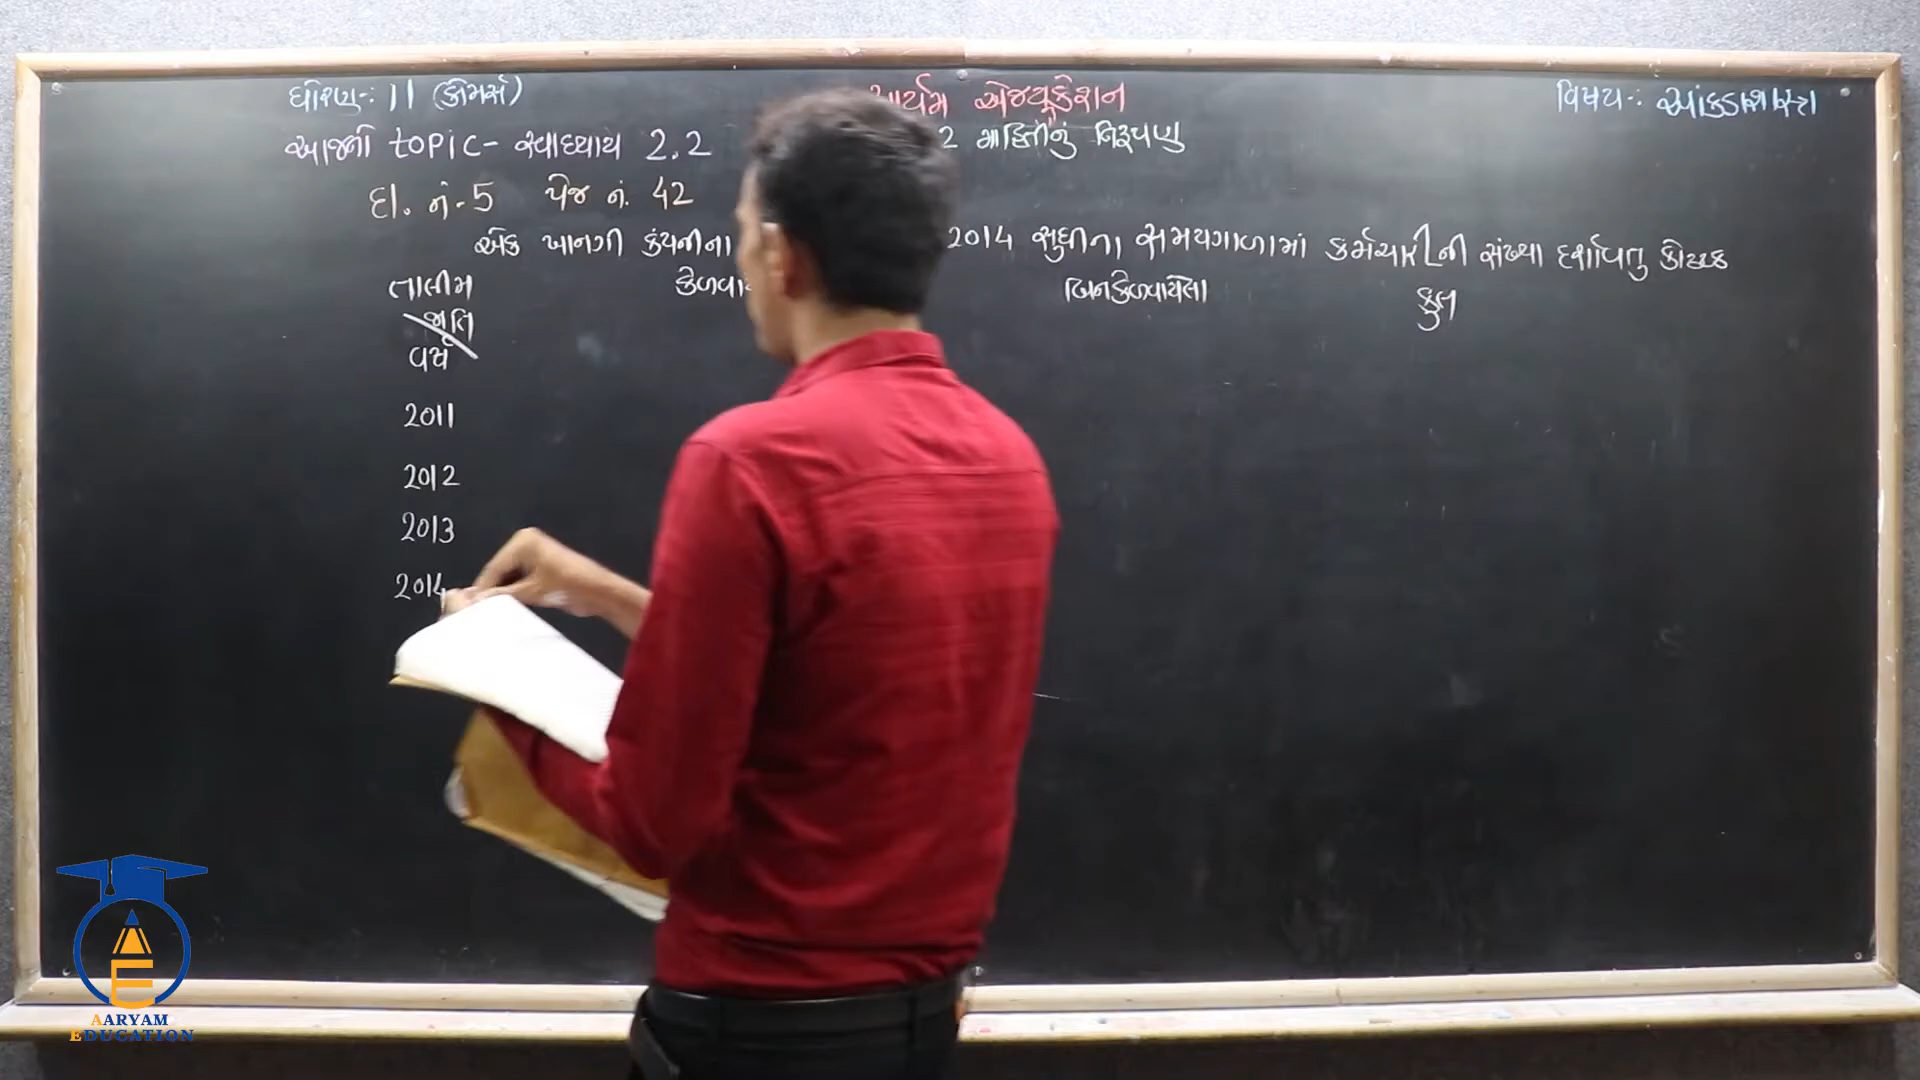 ધોરણ-: 11 (કોમર્સ)
આર્યમ એજ્યૂકેશન
વિષય-: આંકડાશાસ્ત્ર
આજનો topic- સ્વાધ્યાય 2.2
2 માહિતીનું નિરૂપણ
દા. નં-5 પેજ નં. 42
એક ખાનગી કંપનીના 2014 સુધીના સમયગાળામાં કર્મચારીની સંખ્યા દર્શાવતુ કોષ્ટક
તાલીમ બિનકેળવાયેલા કુલ
જાતિ
વર્ષ
2011
2012
2013
2014
AARYAM
EDUCATION